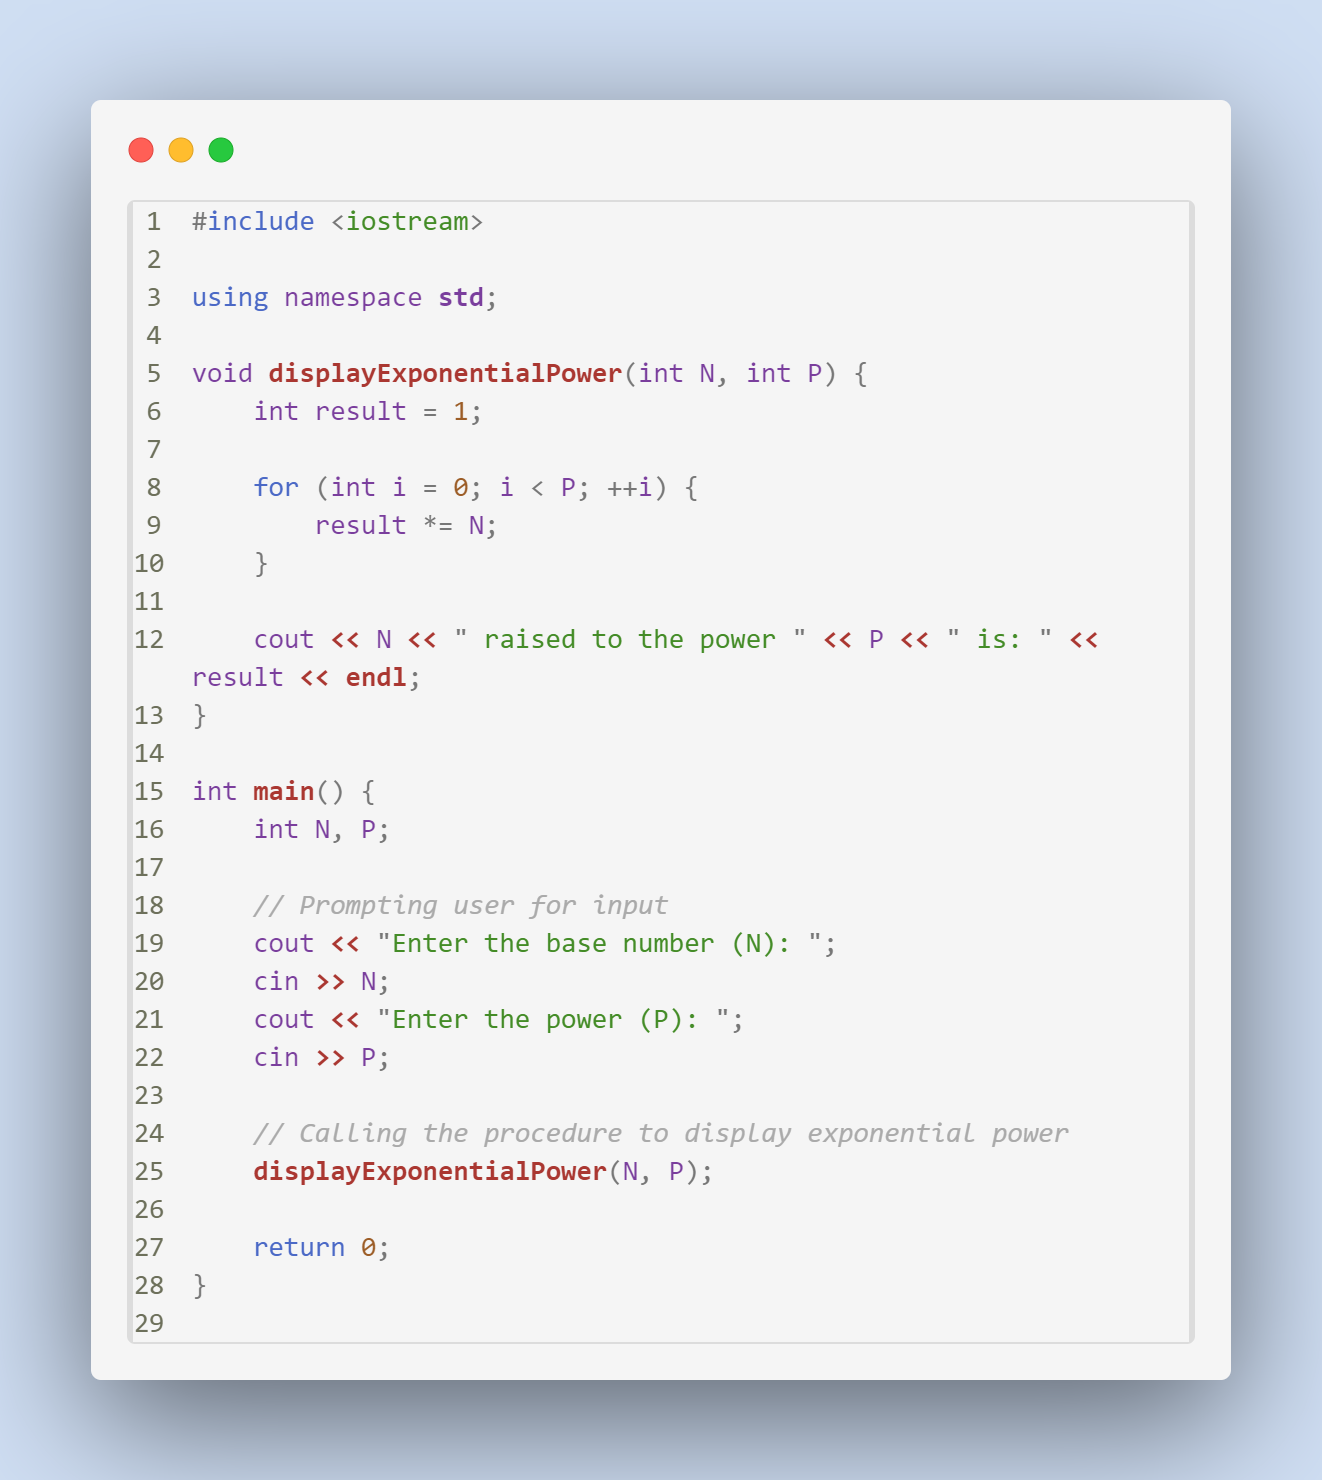 1 #include <iostream>
2
3 using namespace std;
4
5 void displayExponentialPower(int N, int P) {
6     int result = 1;
7
8     for (int i = 0; i < P; ++i) {
9         result *= N;
10     }
11
12     cout << N << " raised to the power " << P << " is: " <<
result << endl;
13 }
14
15 int main() {
16     int N, P;
17
18     // Prompting user for input
19     cout << "Enter the base number (N): ";
20     cin >> N;
21     cout << "Enter the power (P): ";
22     cin >> P;
23
24     // Calling the procedure to display exponential power
25     displayExponentialPower(N, P);
26
27     return 0;
28 }
29